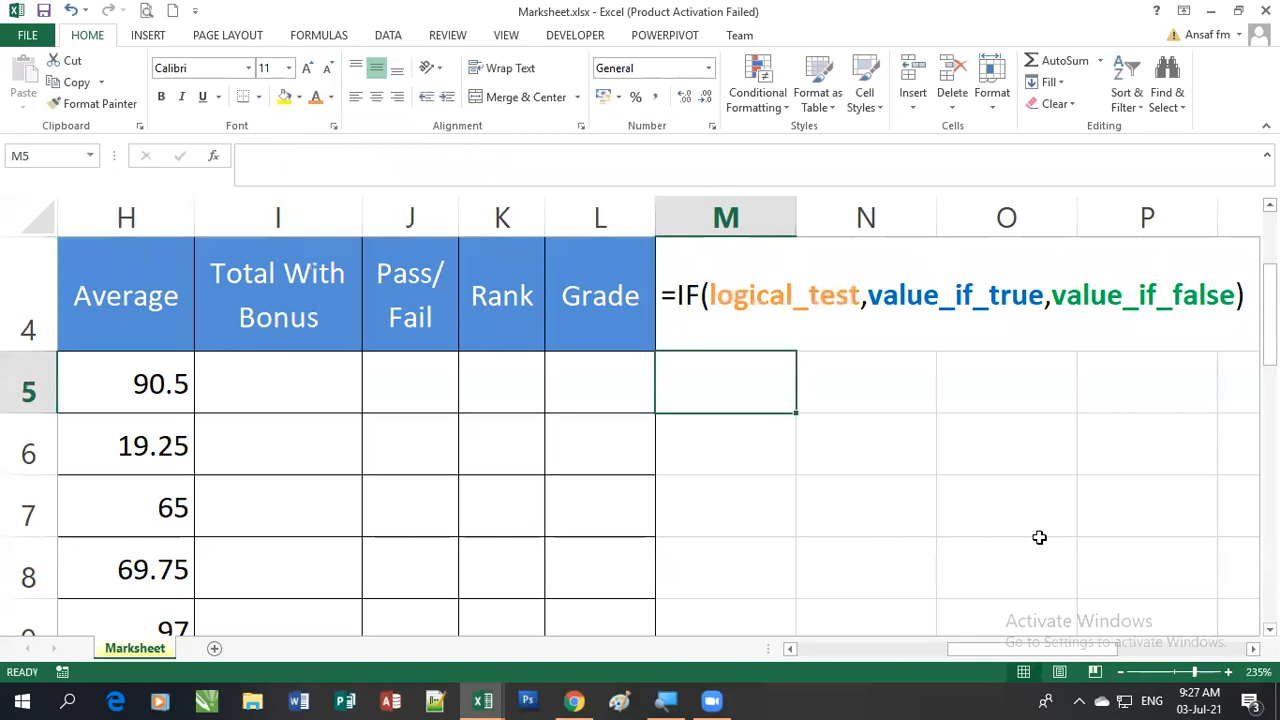 Marksheet.xlsx - Excel (Product Activation Failed)
FILE HOME INSERT PAGE LAYOUT FORMULAS DATA REVIEW VIEW DEVELOPER POWERPIVOT Team Ansaf fm
Paste Cut Copy Format Painter
Calibri 11
B I U A
Wrap Text
Merge & Center
General
% ,
Conditional Formatting Format as Table Cell Styles
Insert Delete Format
AutoSum Fill Clear
Sort & Filter Find & Select
Clipboard Font Alignment Number Styles Cells Editing
M5 fx
H I J K L M N O P
4 Average Total With Bonus Pass/ Fail Rank Grade =IF(logical_test,value_if_true,value_if_false)
5 90.5
6 19.25
7 65
8 69.75
9 97
Activate Windows
Go to Settings to activate Windows.
Marksheet
READY 235%
ENG 9:27 AM
03-Jul-21 3